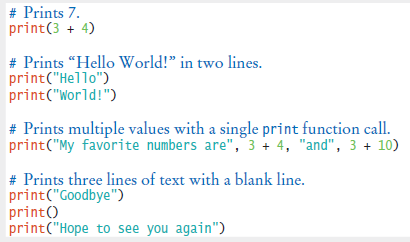 # Prints 7.
print(3 + 4)
# Prints “Hello World!” in two lines.
print("Hello")
print("World!")
# Prints multiple values with a single print function call.
print("My favorite numbers are", 3 + 4, "and", 3 + 10)
# Prints three lines of text with a blank line.
print("Goodbye")
print()
print("Hope to see you again")